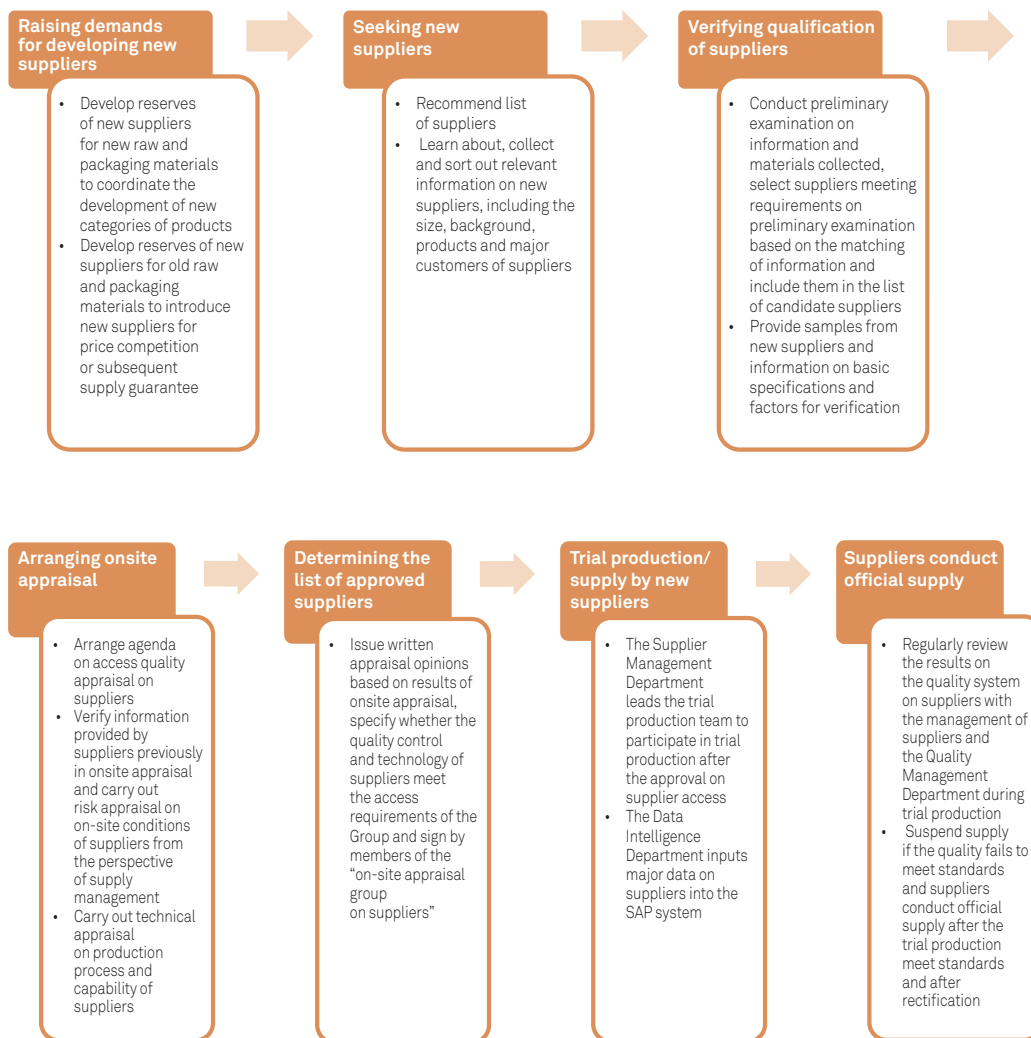 Raising demands
for developing new
suppliers
• Develop reserves
of new suppliers
for new raw and
packaging materials
to coordinate the
development of new
categories of products
• Develop reserves of new
suppliers for old raw
and packaging
materials to introduce
new suppliers for
price competition
or subsequent
supply guarantee
Seeking new
suppliers
• Recommend list
of suppliers
• Learn about, collect
and sort out relevant
information on new
suppliers, including the
size, background,
products and major
customers of suppliers
Verifying qualification
of suppliers
• Conduct preliminary
examination on
information and
materials collected,
select suppliers meeting
requirements on
preliminary examination
based on the matching
of information and
include them in the list
of candidate suppliers
• Provide samples from
new suppliers and
information on basic
specifications and
factors for verification
Arranging onsite
appraisal
• Arrange agenda
on access quality
appraisal on
suppliers
• Verify information
provided by
suppliers previously
in onsite appraisal
and carry out
risk appraisal on
on-site conditions
of suppliers from
the perspective
of supply
management
• Carry out technical
appraisal
on production
process and
capability of
suppliers
Determining the
list of approved
suppliers
• Issue written
appraisal opinions
based on results of
onsite appraisal,
specify whether the
quality control
and technology of
suppliers meet
the access
requirements of the
Group and sign by
members of the
“on-site appraisal
group
on suppliers”
Trial production/
supply by new
suppliers
• The Supplier
Management
Department
leads the trial
production team to
participate in trial
production after
the approval on
supplier access
• The Data
Intelligence
Department inputs
major data on
suppliers into the
SAP system
Suppliers conduct
official supply
• Regularly review
the results on
the quality system
on suppliers with
the management of
suppliers and
the Quality
Management
Department during
trial production
• Suspend supply
if the quality fails to
meet standards
and suppliers
conduct official
supply after the
trial production
meet standards
and after
rectification